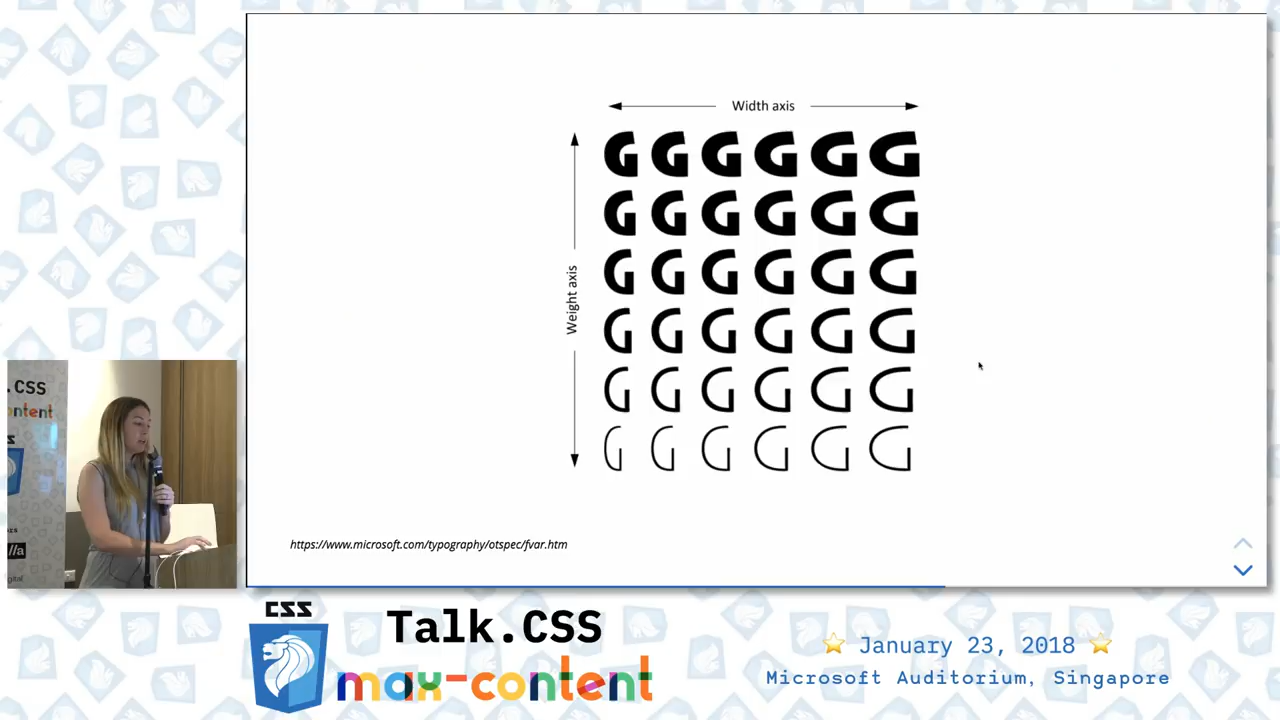 Width axis
Weight axis
G G G G G G
G G G G G G
G G G G G G
G G G G G G
G G G G G G
G G G G G G
https://www.microsoft.com/typography/otspec/fvar.htm
.CSS
ontent
CSS
Talk.CSS
max-content
January 23, 2018
Microsoft Auditorium, Singapore